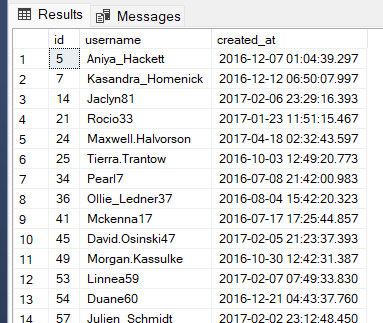 Results Messages
id username created_at
1 5 Aniya_Hackett 2016-12-07 01:04:39.297
2 7 Kasandra_Homenick 2016-12-12 06:50:07.997
3 14 Jaclyn81 2017-02-06 23:29:16.393
4 21 Rocio33 2017-01-23 11:51:15.467
5 24 Maxwell.Halvorson 2017-04-18 02:32:43.597
6 25 Tierra.Trantow 2016-10-03 12:49:20.773
7 34 Pearl7 2016-07-08 21:42:00.983
8 36 Ollie_Ledner37 2016-08-04 15:42:20.323
9 41 Mckenna17 2016-07-17 17:25:44.857
10 45 David.Osinski47 2017-02-05 21:23:37.393
11 49 Morgan.Kassulke 2016-10-30 12:42:31.387
12 53 Linnea59 2017-02-07 07:49:33.830
13 54 Duane60 2016-12-21 04:43:37.760
14 57 Julien_Schmidt 2017-02-02 23:12:48.450